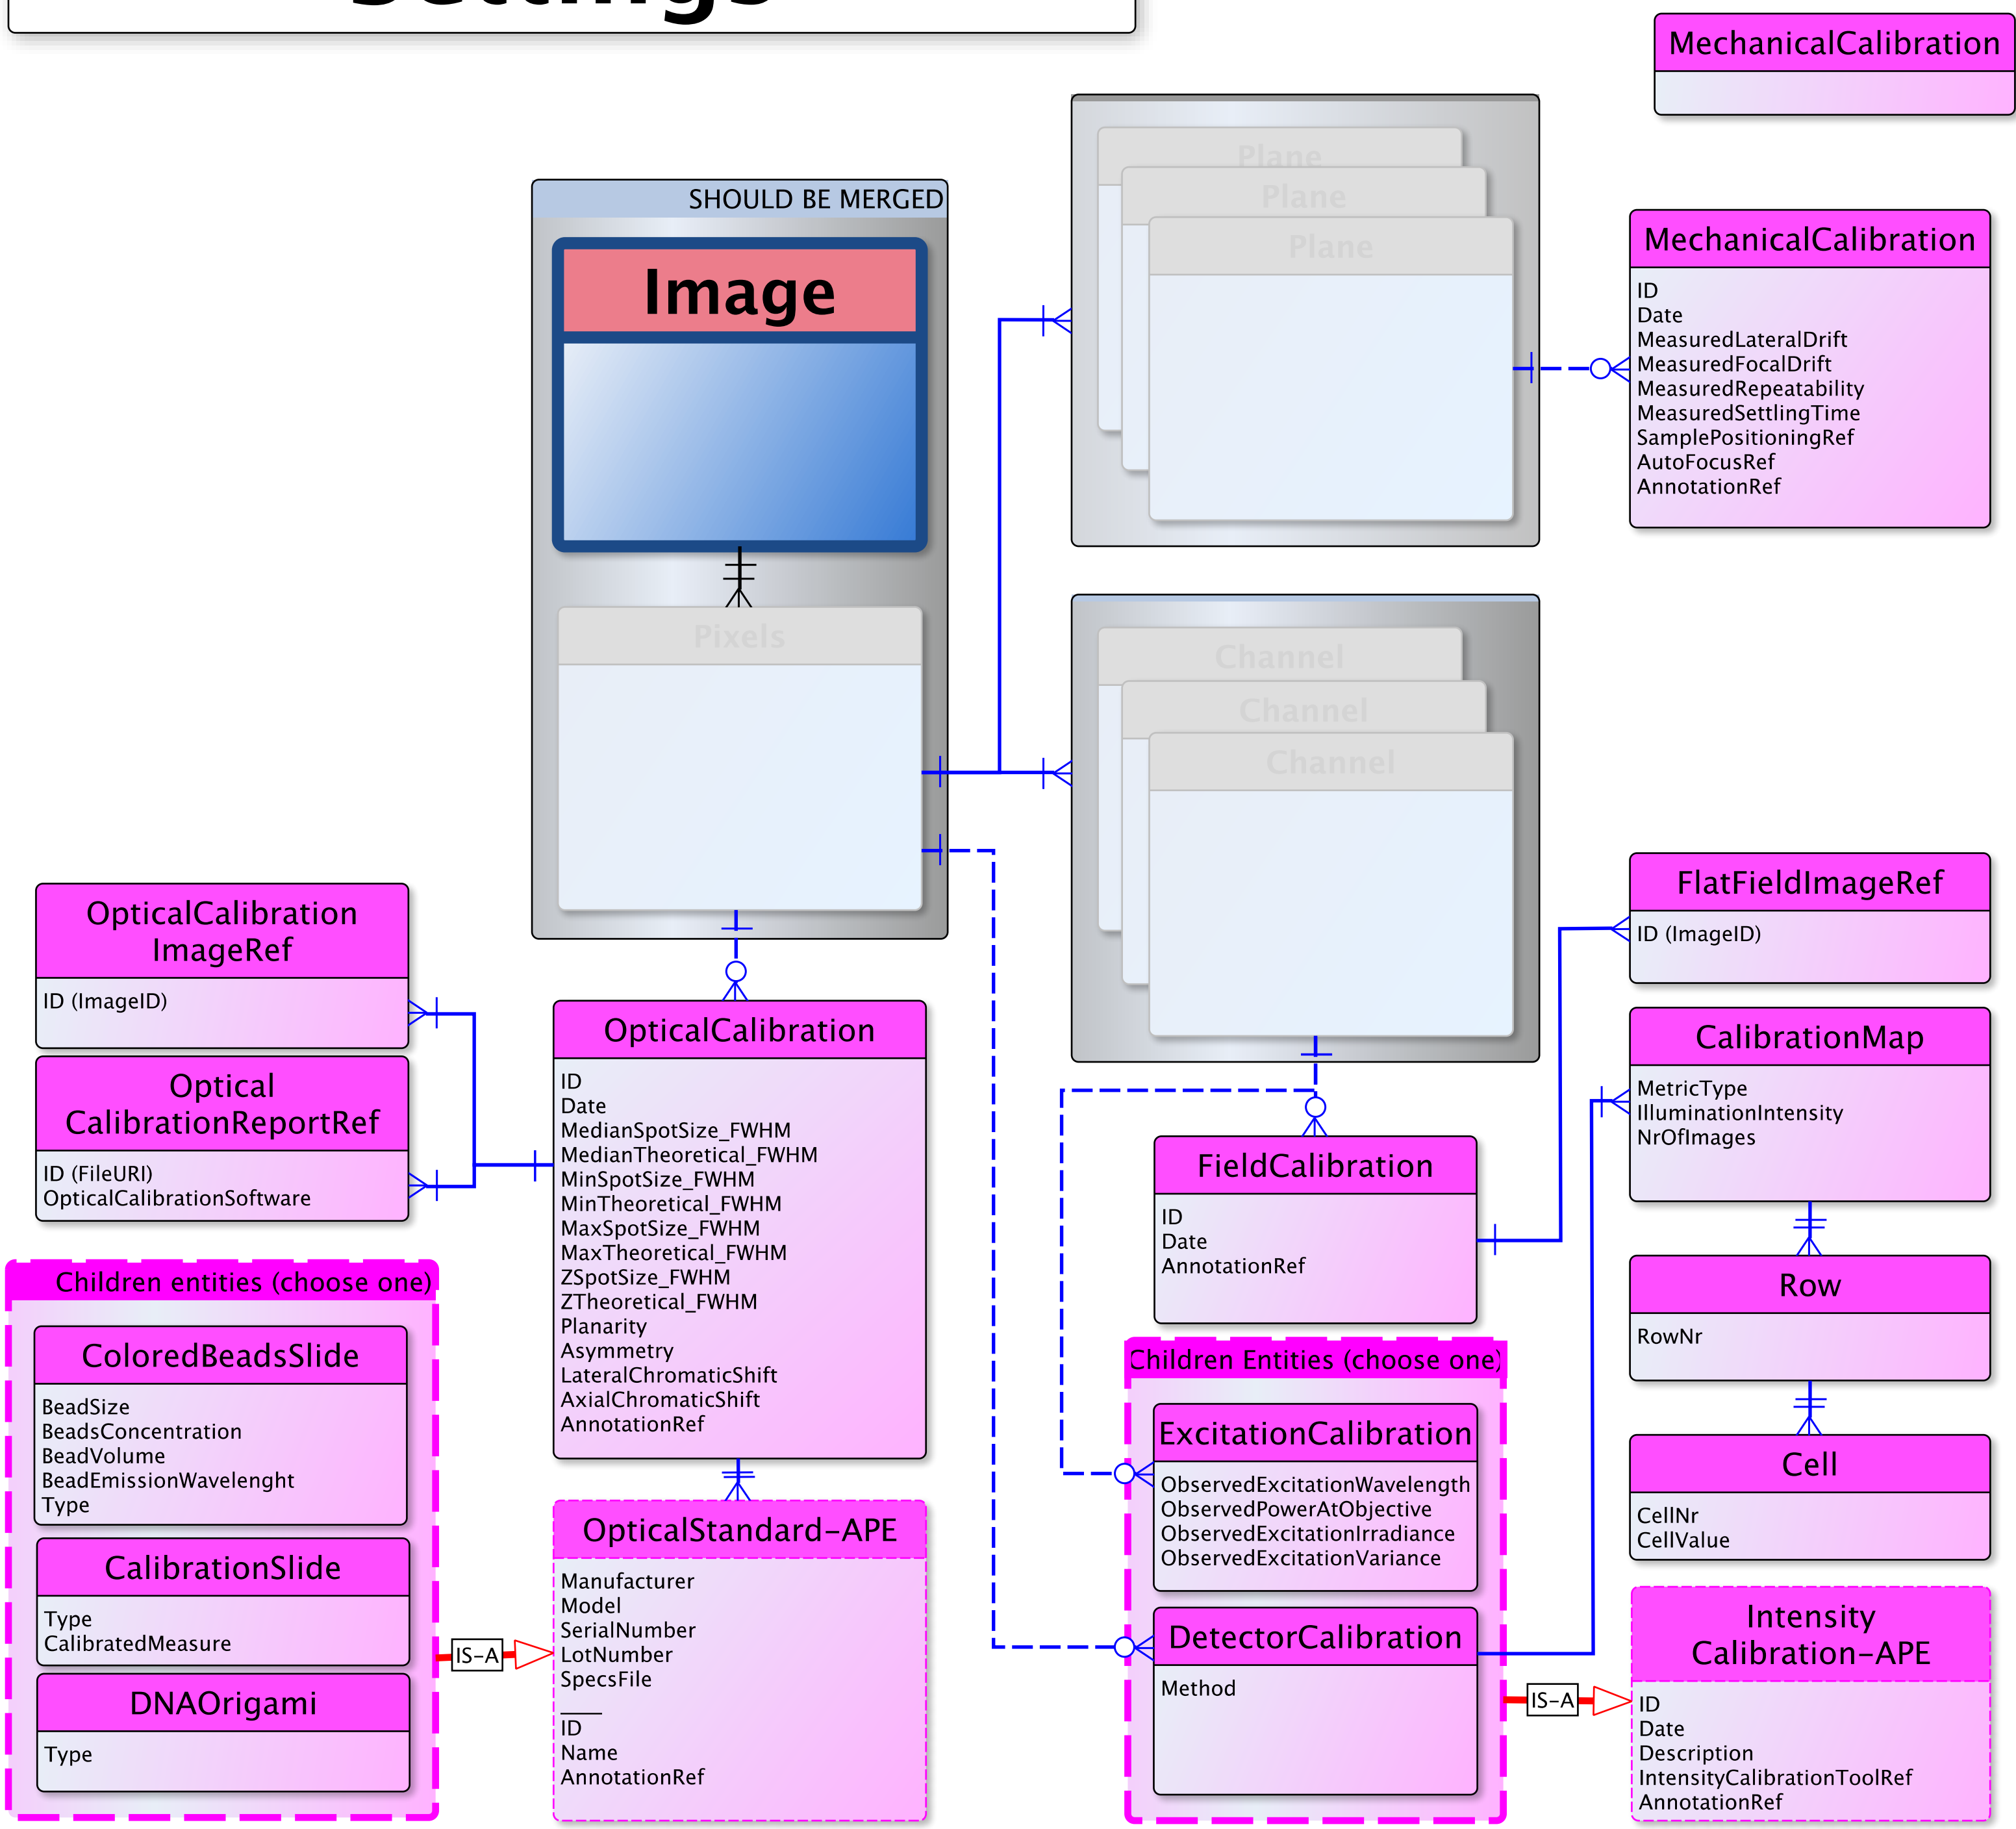 MechanicalCalibration
SHOULD BE MERGED
Image
Pixels
Plane
Plane
Plane
MechanicalCalibration
ID
Date
MeasuredLateralDrift
MeasuredFocalDrift
MeasuredRepeatability
MeasuredSettlingTime
SamplePositioningRef
AutoFocusRef
AnnotationRef
Channel
Channel
Channel
OpticalCalibration
ImageRef
ID (ImageID)
Optical
CalibrationReportRef
ID (FileURI)
OpticalCalibrationSoftware
OpticalCalibration
ID
Date
MedianSpotSize_FWHM
MedianTheoretical_FWHM
MinSpotSize_FWHM
MinTheoretical_FWHM
MaxSpotSize_FWHM
MaxTheoretical_FWHM
ZSpotSize_FWHM
ZTheoretical_FWHM
Planarity
Asymmetry
LateralChromaticShift
AxialChromaticShift
AnnotationRef
FieldCalibration
ID
Date
AnnotationRef
FlatFieldImageRef
ID (ImageID)
CalibrationMap
MetricType
IlluminationIntensity
NrOfImages
Row
RowNr
Cell
CellNr
CellValue
Children entities (choose one)
ColoredBeadsSlide
BeadSize
BeadsConcentration
BeadVolume
BeadEmissionWavelenght
Type
CalibrationSlide
Type
CalibratedMeasure
DNAOrigami
Type
IS-A
OpticalStandard-APE
Manufacturer
Model
SerialNumber
LotNumber
SpecsFile
____
ID
Name
AnnotationRef
Children Entities (choose one)
ExcitationCalibration
ObservedExcitationWavelength
ObservedPowerAtObjective
ObservedExcitationIrradiance
ObservedExcitationVariance
DetectorCalibration
Method
IS-A
Intensity
Calibration-APE
ID
Date
Description
IntensityCalibrationToolRef
AnnotationRef